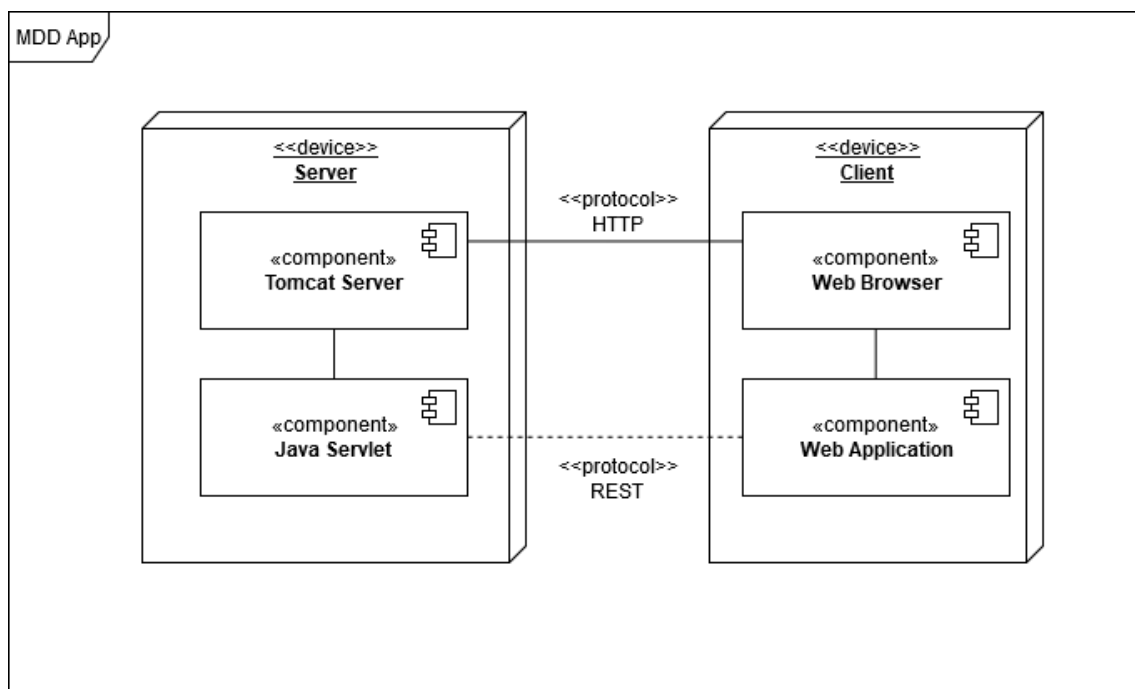 MDD App
<<device>>
Server
«component»
Tomcat Server
«component»
Java Servlet
<<protocol>>
HTTP
<<protocol>>
REST
<<device>>
Client
«component»
Web Browser
«component»
Web Application